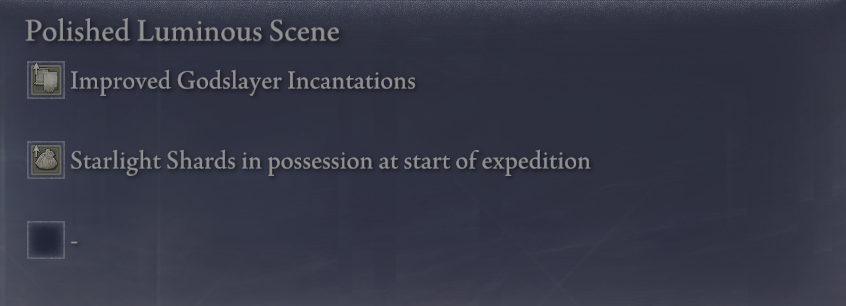 Polished Luminous Scene
Improved Godslayer Incantations
Starlight Shards in possession at start of expedition
-